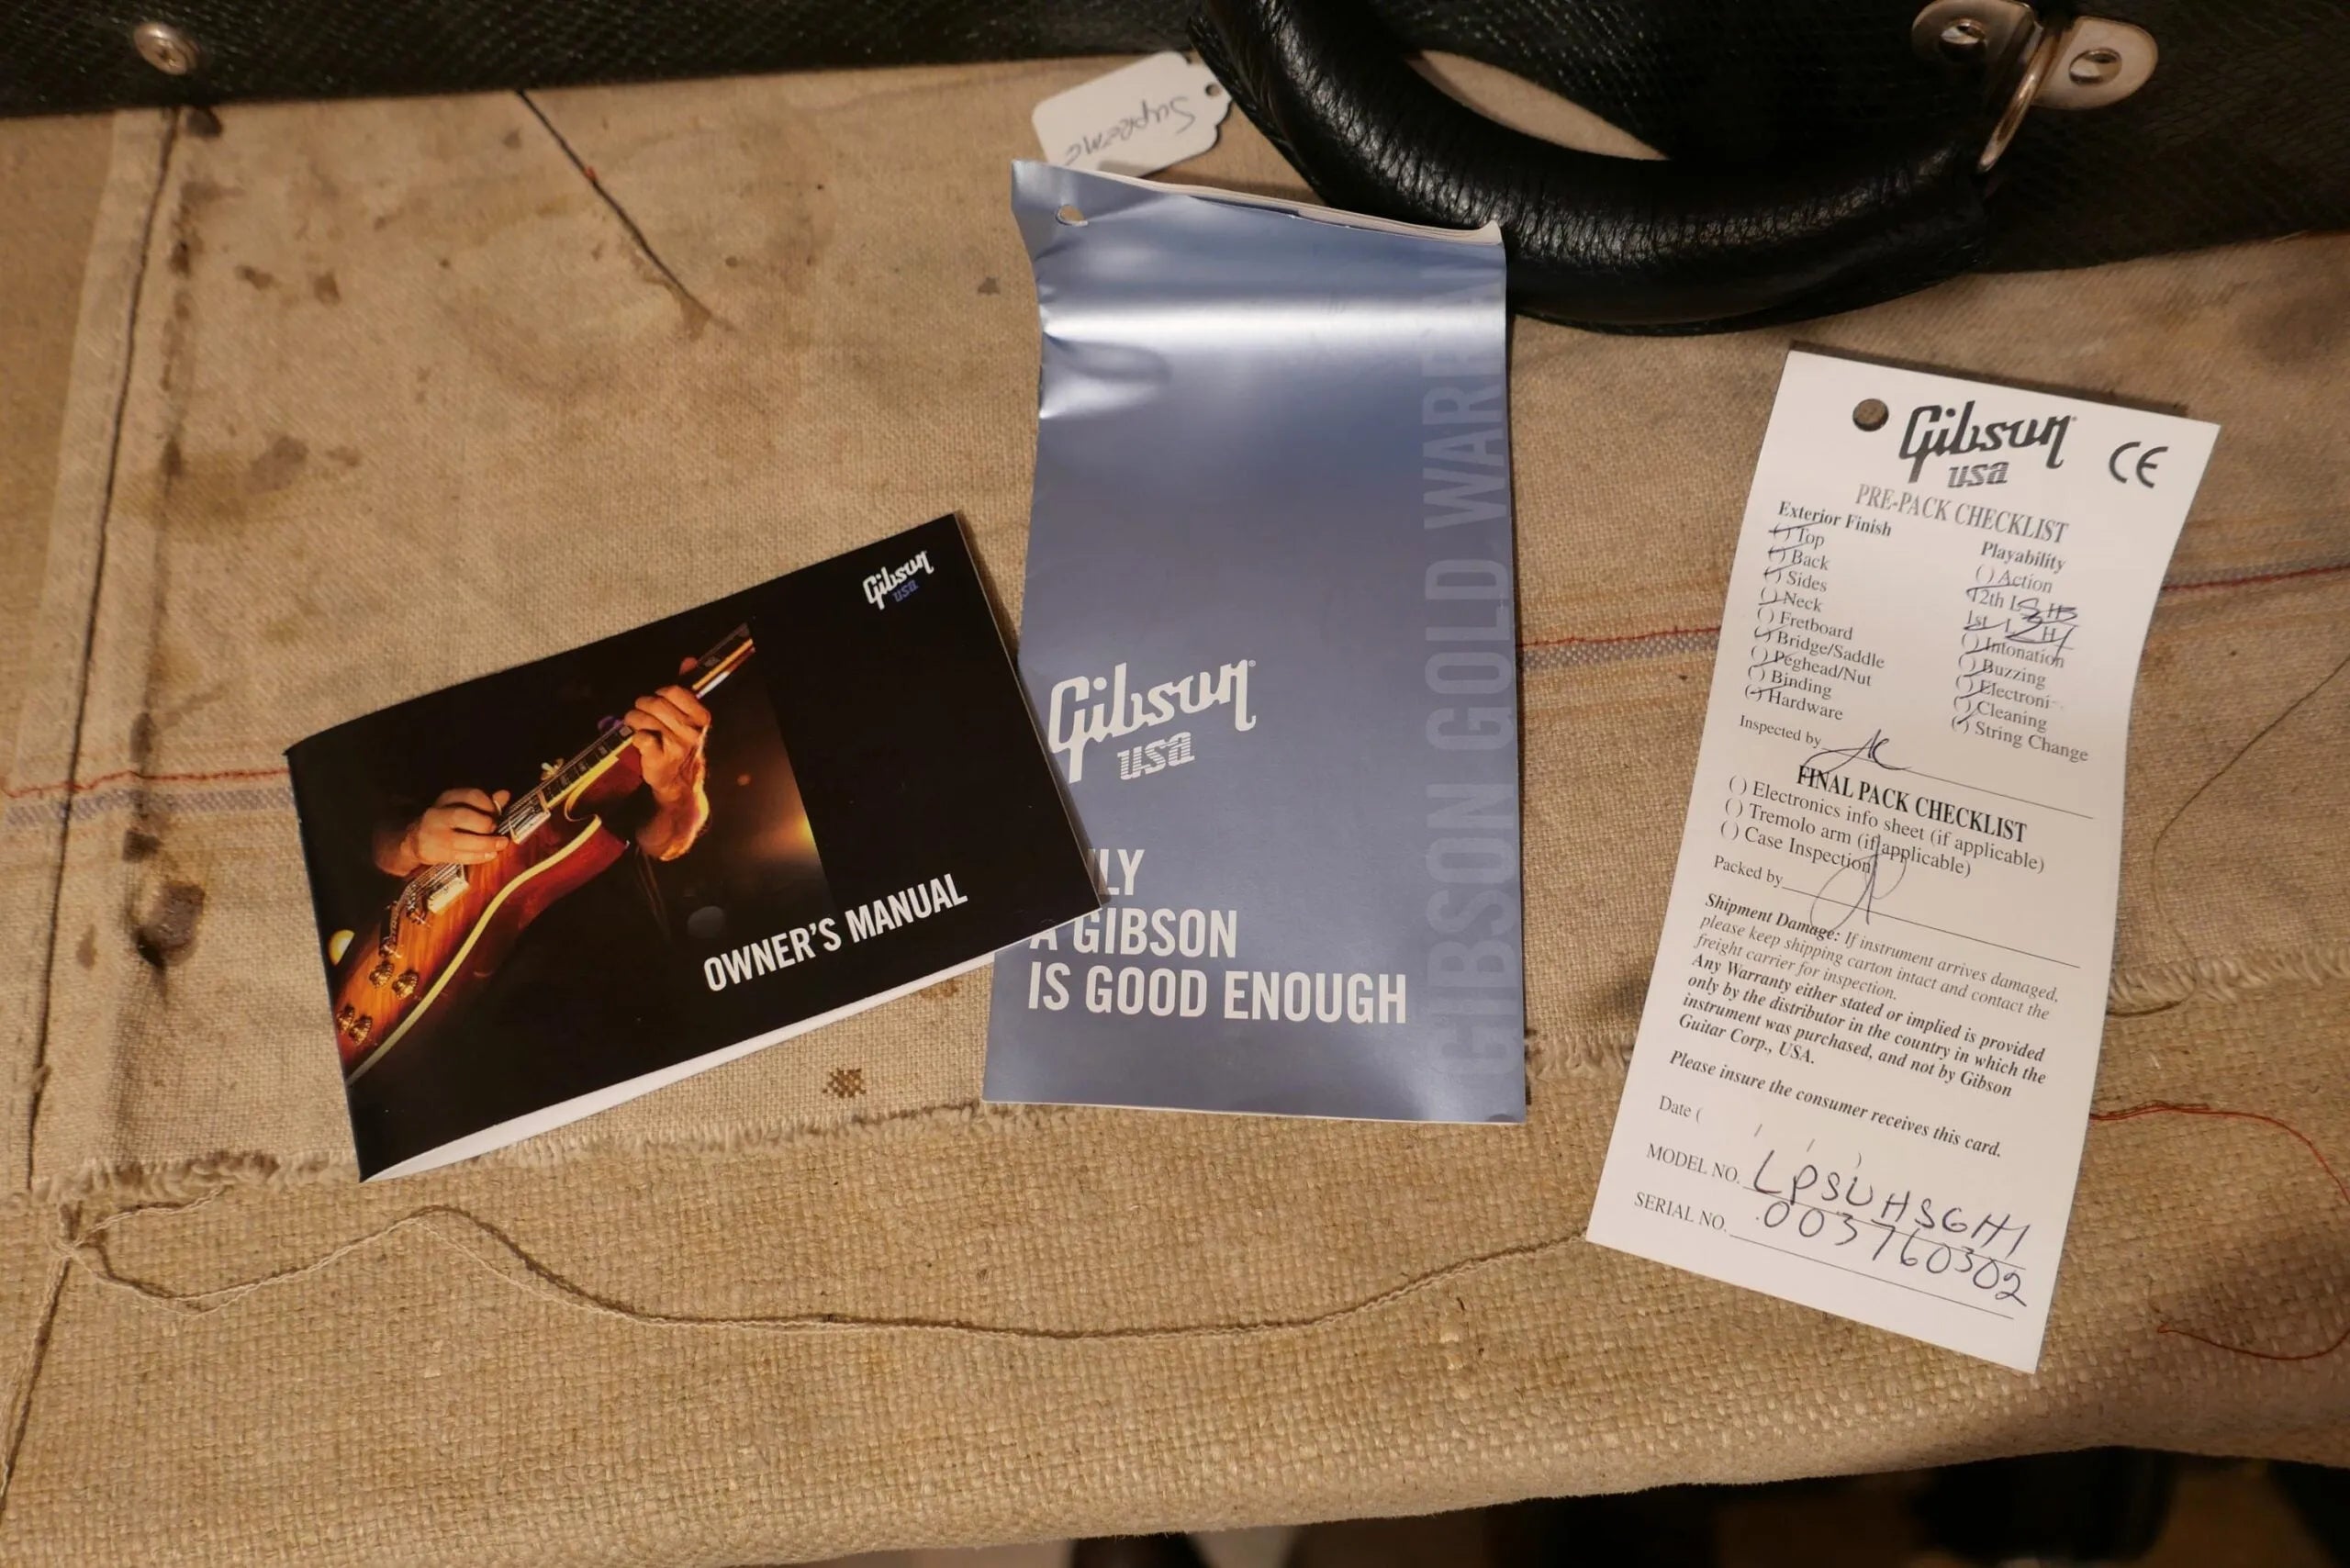 Supreme
Gibson
usa
OWNER'S MANUAL
GIBSON GOLD WARR
Gibson
usa
LY
A GIBSON
IS GOOD ENOUGH
Gibson
usa
CE
PRE-PACK CHECKLIST
Exterior Finish
( ) Top
( ) Back
( ) Sides
( ) Neck
( ) Fretboard
( ) Bridge/Saddle
( ) Peghead/Nut
( ) Binding
( ) Hardware
Playability
( ) Action
12th L
1st L
( ) Intonation
( ) Buzzing
( ) Electroni
( ) Cleaning
( ) String Change
Inspected by
FINAL PACK CHECKLIST
( ) Electronics info sheet (if applicable)
( ) Tremolo arm (if applicable)
( ) Case Inspection
Packed by
Shipment Damage: If instrument arrives damaged,
please keep shipping carton intact and contact the
freight carrier for inspection.
Any Warranty either stated or implied is provided
only by the distributor in the country in which the
instrument was purchased, and not by Gibson
Guitar Corp., USA.
Please insure the consumer receives this card.
Date ( / / )
MODEL NO. LPSUHSGH1
SERIAL NO. 003760302